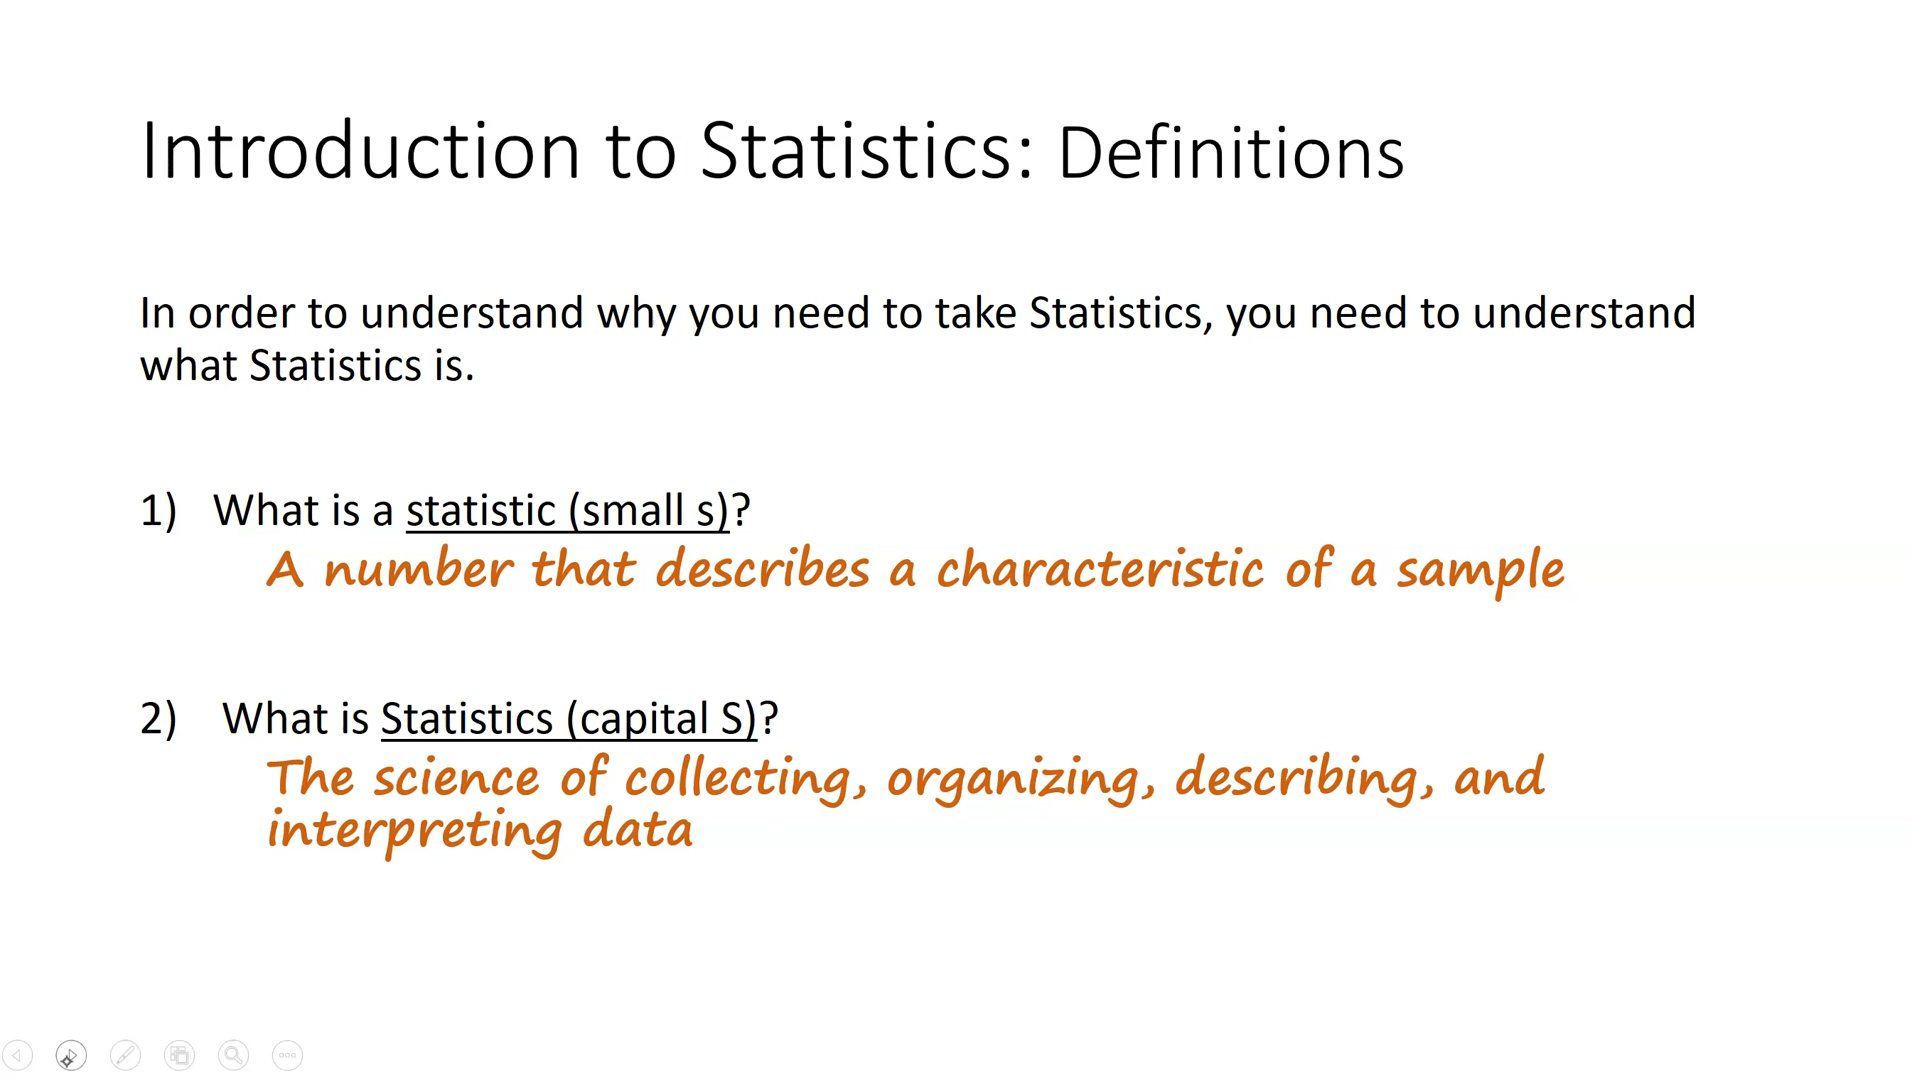 Introduction to Statistics: Definitions
In order to understand why you need to take Statistics, you need to understand
what Statistics is.
1) What is a statistic (small s)?
A number that describes a characteristic of a sample
2) What is Statistics (capital S)?
The science of collecting, organizing, describing, and
interpreting data